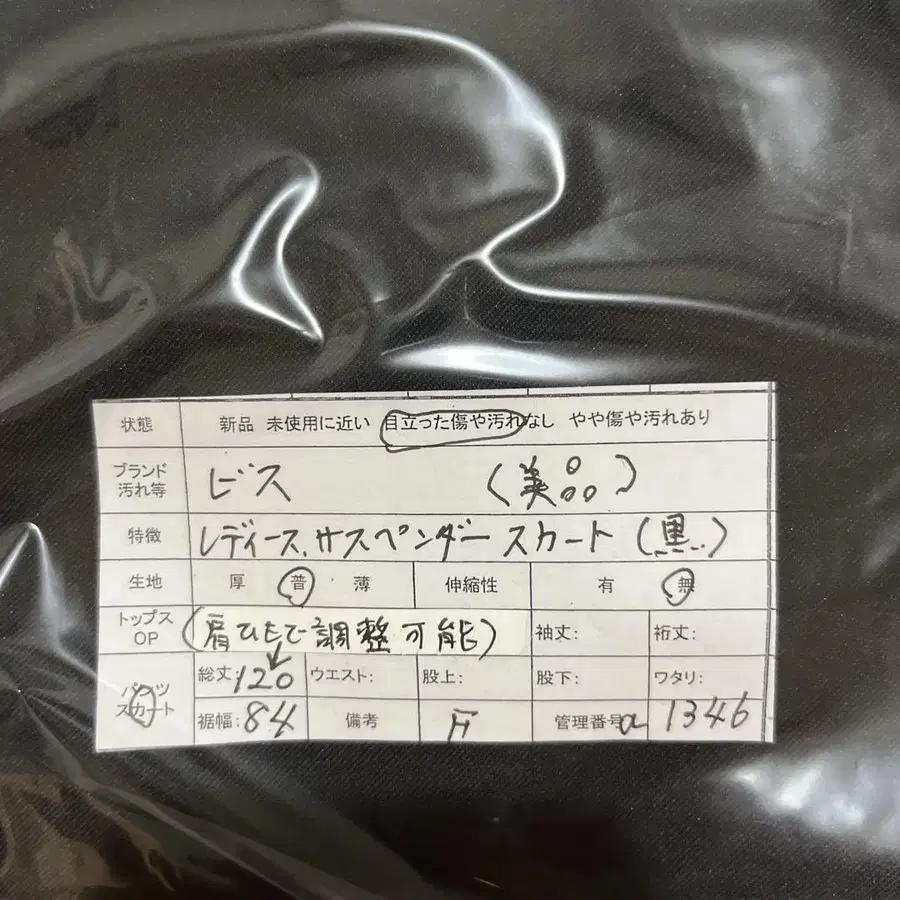 状態 新品 未使用に近い 目立った傷や汚れなし やや傷や汚れあり
ブランド 汚れ等 ビス (美品)
特徴 レディース、サスペンダースカート (黒)
生地 厚 普 薄 伸縮性 有 無
トップス OP (肩ひもで調整可能) 袖丈: 裄丈:
パンツ スカート 総丈 120 ウエスト: 股上: 股下: ワタリ:
裾幅: 84 備考 F 管理番号 a 1346